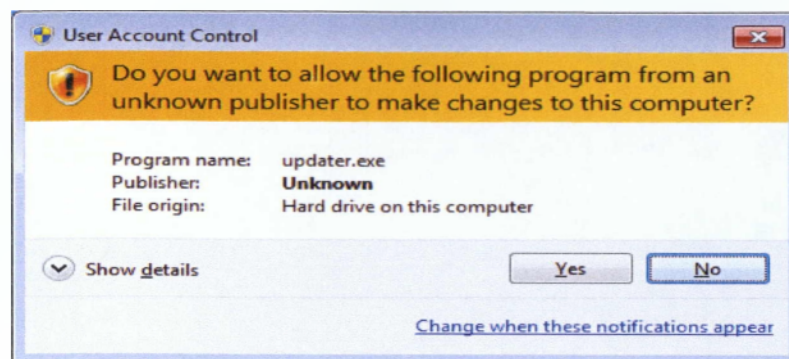 User Account Control
Do you want to allow the following program from an
unknown publisher to make changes to this computer?
Program name: updater.exe
Publisher: Unknown
File origin: Hard drive on this computer
Show details
Yes No
Change when these notifications appear